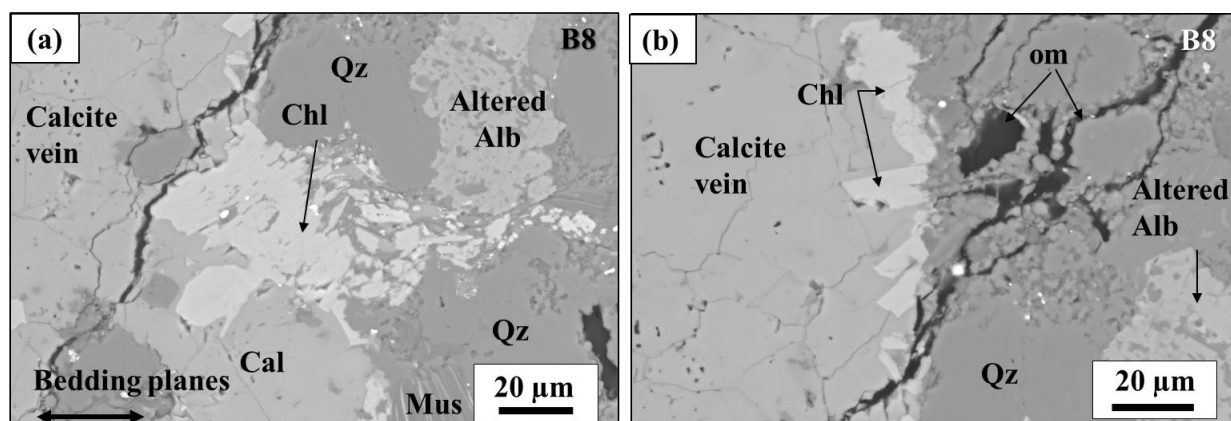 (a)
B8
Qz
Altered
Alb
Chl
Calcite
vein
Qz
Cal
Bedding planes
Mus
20 µm
(b)
B8
om
Chl
Calcite
vein
Altered
Alb
Qz
20 µm